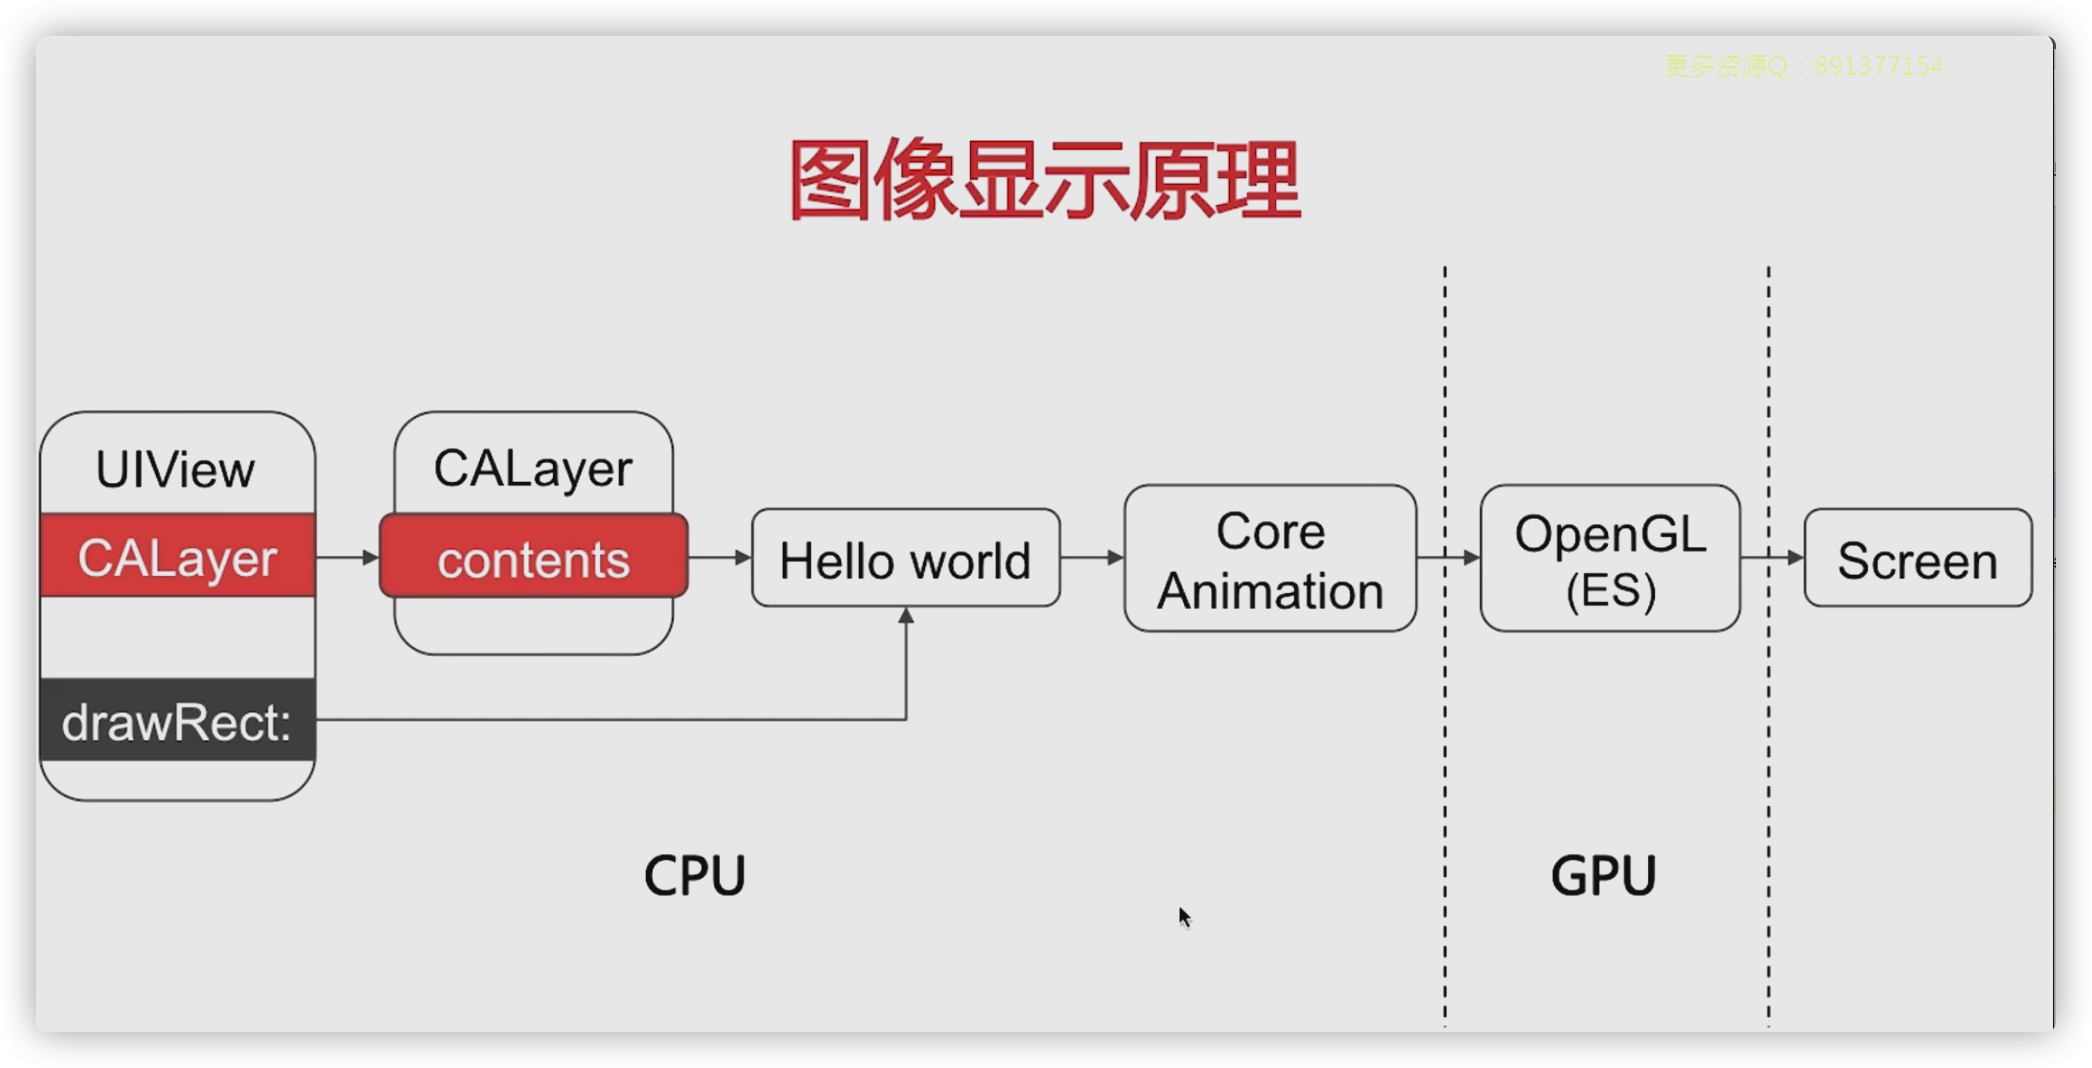 更多资源Q：891377154
图像显示原理
UIView
CALayer
drawRect:
CALayer
contents
Hello world
Core
Animation
OpenGL
(ES)
Screen
CPU
GPU